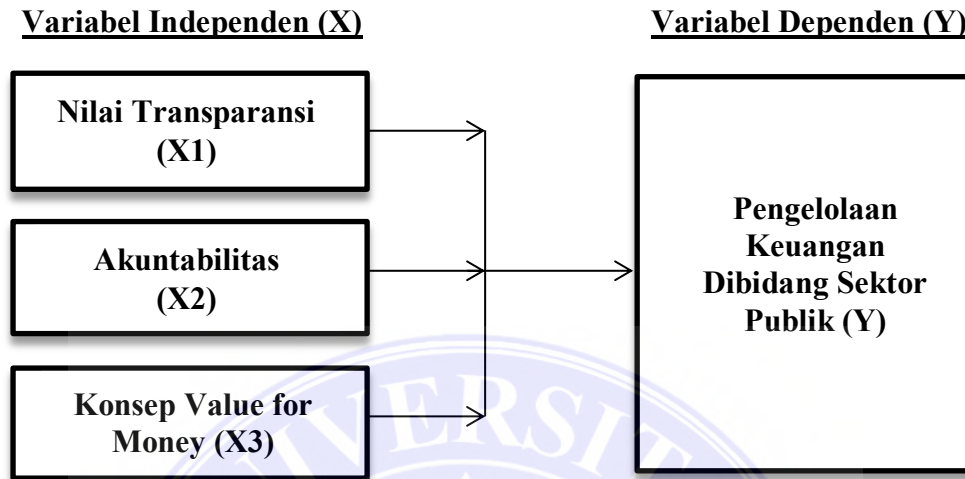 Variabel Independen (X)
Variabel Dependen (Y)
Nilai Transparansi
(X1)
Akuntabilitas
(X2)
Konsep Value for
Money (X3)
Pengelolaan
Keuangan
Dibidang Sektor
Publik (Y)
UNIVERSIT